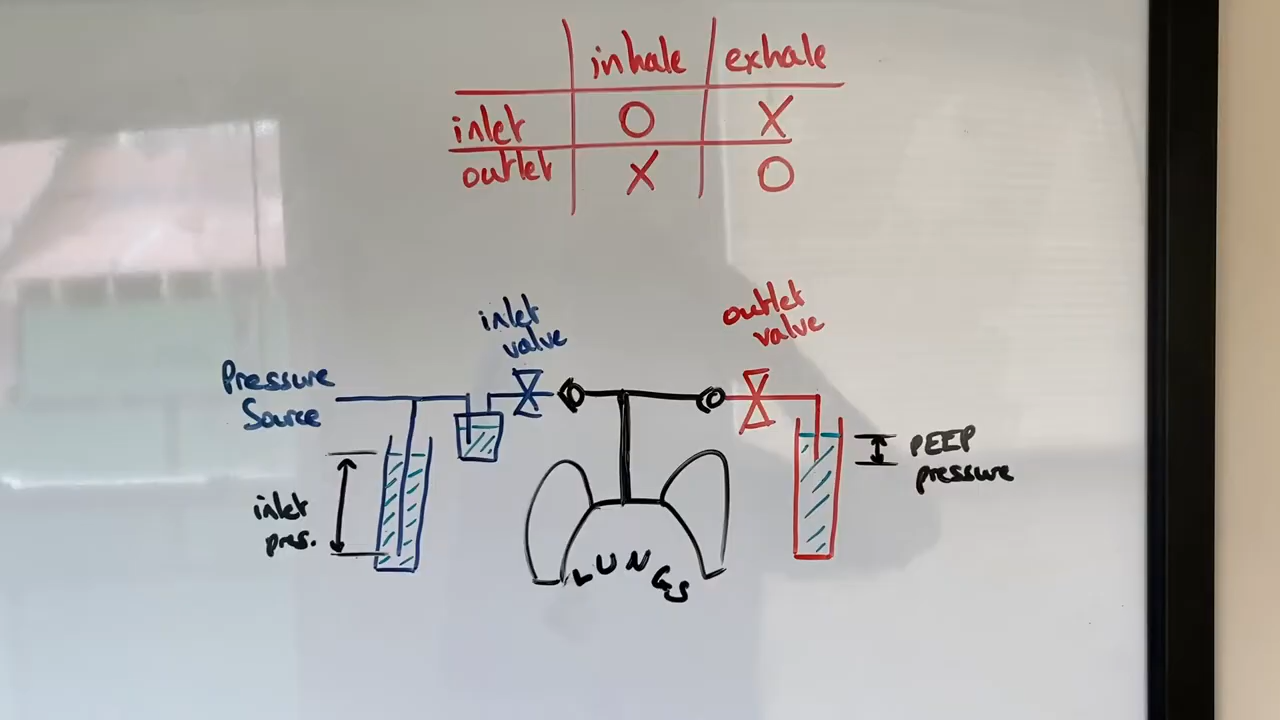 inhale exhale
inlet O X
outlet X O
inlet
valve
outlet
valve
Pressure
Source
inlet
pres.
PEEP
pressure
LUNGS